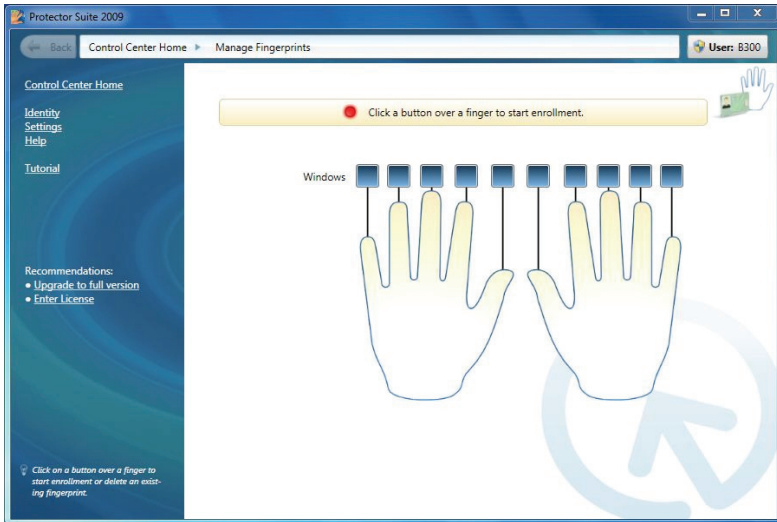 Protector Suite 2009
Back
Control Center Home
Manage Fingerprints
User: B300
Control Center Home
Identity
Settings
Help
Tutorial
Recommendations:
• Upgrade to full version
• Enter License
Click on a button over a finger to
start enrollment or delete an exist-
ing fingerprint.
Click a button over a finger to start enrollment.
Windows